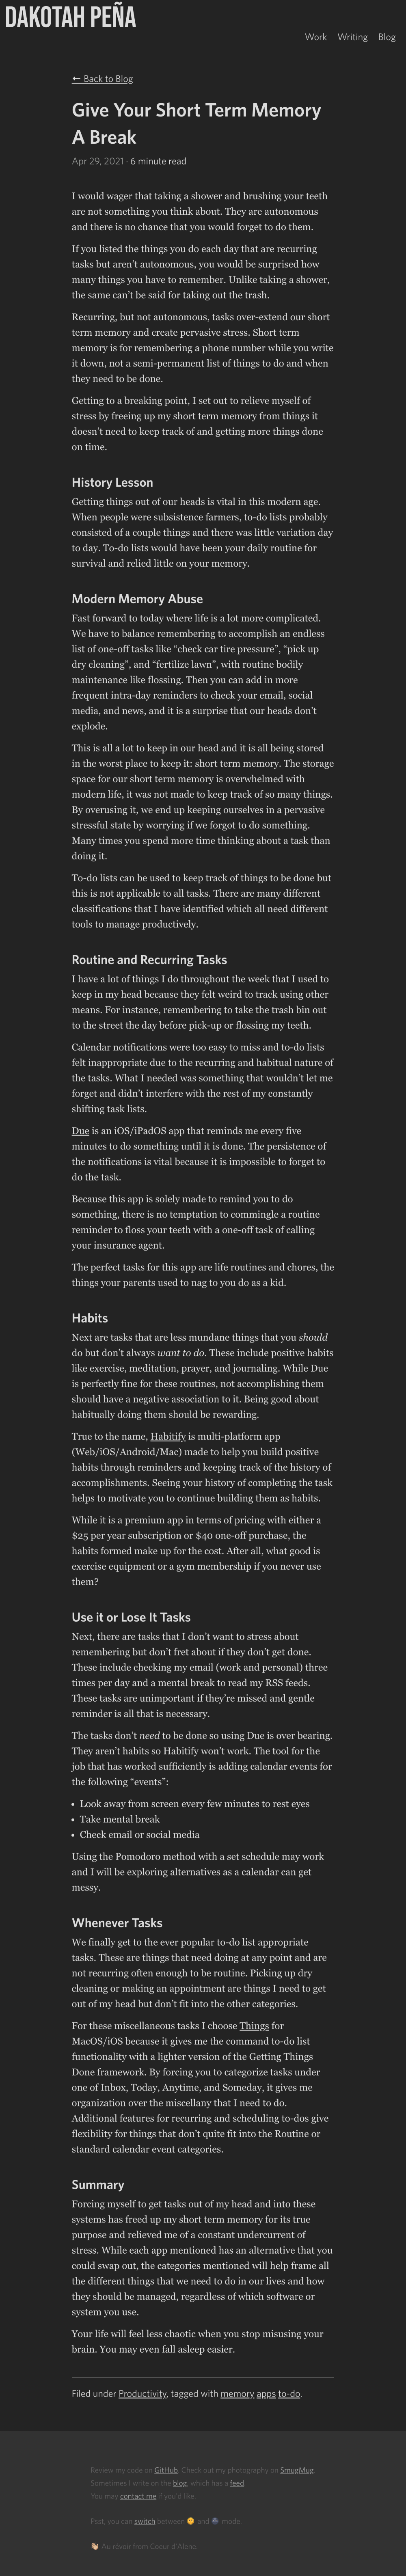 DAKOTAH PEÑA
Work Writing Blog
← Back to Blog
Give Your Short Term Memory
A Break
Apr 29, 2021 · 6 minute read
I would wager that taking a shower and brushing your teeth
are not something you think about. They are autonomous
and there is no chance that you would forget to do them.
If you listed the things you do each day that are recurring
tasks but aren’t autonomous, you would be surprised how
many things you have to remember. Unlike taking a shower,
the same can’t be said for taking out the trash.
Recurring, but not autonomous, tasks over-extend our short
term memory and create pervasive stress. Short term
memory is for remembering a phone number while you write
it down, not a semi-permanent list of things to do and when
they need to be done.
Getting to a breaking point, I set out to relieve myself of
stress by freeing up my short term memory from things it
doesn’t need to keep track of and getting more things done
on time.
History Lesson
Getting things out of our heads is vital in this modern age.
When people were subsistence farmers, to-do lists probably
consisted of a couple things and there was little variation day
to day. To-do lists would have been your daily routine for
survival and relied little on your memory.
Modern Memory Abuse
Fast forward to today where life is a lot more complicated.
We have to balance remembering to accomplish an endless
list of one-off tasks like “check car tire pressure”, “pick up
dry cleaning”, and “fertilize lawn”, with routine bodily
maintenance like flossing. Then you can add in more
frequent intra-day reminders to check your email, social
media, and news, and it is a surprise that our heads don’t
explode.
This is all a lot to keep in our head and it is all being stored
in the worst place to keep it: short term memory. The storage
space for our short term memory is overwhelmed with
modern life, it was not made to keep track of so many things.
By overusing it, we end up keeping ourselves in a pervasive
stressful state by worrying if we forgot to do something.
Many times you spend more time thinking about a task than
doing it.
To-do lists can be used to keep track of things to be done but
this is not applicable to all tasks. There are many different
classifications that I have identified which all need different
tools to manage productively.
Routine and Recurring Tasks
I have a lot of things I do throughout the week that I used to
keep in my head because they felt weird to track using other
means. For instance, remembering to take the trash bin out
to the street the day before pick-up or flossing my teeth.
Calendar notifications were too easy to miss and to-do lists
felt inappropriate due to the recurring and habitual nature of
the tasks. What I needed was something that wouldn’t let me
forget and didn’t interfere with the rest of my constantly
shifting task lists.
Due is an iOS/iPadOS app that reminds me every five
minutes to do something until it is done. The persistence of
the notifications is vital because it is impossible to forget to
do the task.
Because this app is solely made to remind you to do
something, there is no temptation to commingle a routine
reminder to floss your teeth with a one-off task of calling
your insurance agent.
The perfect tasks for this app are life routines and chores, the
things your parents used to nag to you do as a kid.
Habits
Next are tasks that are less mundane things that you should
do but don’t always want to do. These include positive habits
like exercise, meditation, prayer, and journaling. While Due
is perfectly fine for these routines, not accomplishing them
should have a negative association to it. Being good about
habitually doing them should be rewarding.
True to the name, Habitify is multi-platform app
(Web/iOS/Android/Mac) made to help you build positive
habits through reminders and keeping track of the history of
accomplishments. Seeing your history of completing the task
helps to motivate you to continue building them as habits.
While it is a premium app in terms of pricing with either a
$25 per year subscription or $40 one-off purchase, the
habits formed make up for the cost. After all, what good is
exercise equipment or a gym membership if you never use
them?
Use it or Lose It Tasks
Next, there are tasks that I don’t want to stress about
remembering but don’t fret about if they don’t get done.
These include checking my email (work and personal) three
times per day and a mental break to read my RSS feeds.
These tasks are unimportant if they’re missed and gentle
reminder is all that is necessary.
The tasks don’t need to be done so using Due is over bearing.
They aren’t habits so Habitify won’t work. The tool for the
job that has worked sufficiently is adding calendar events for
the following “events”:
• Look away from screen every few minutes to rest eyes
• Take mental break
• Check email or social media
Using the Pomodoro method with a set schedule may work
and I will be exploring alternatives as a calendar can get
messy.
Whenever Tasks
We finally get to the ever popular to-do list appropriate
tasks. These are things that need doing at any point and are
not recurring often enough to be routine. Picking up dry
cleaning or making an appointment are things I need to get
out of my head but don’t fit into the other categories.
For these miscellaneous tasks I choose Things for
MacOS/iOS because it gives me the command to-do list
functionality with a lighter version of the Getting Things
Done framework. By forcing you to categorize tasks under
one of Inbox, Today, Anytime, and Someday, it gives me
organization over the miscellany that I need to do.
Additional features for recurring and scheduling to-dos give
flexibility for things that don’t quite fit into the Routine or
standard calendar event categories.
Summary
Forcing myself to get tasks out of my head and into these
systems has freed up my short term memory for its true
purpose and relieved me of a constant undercurrent of
stress. While each app mentioned has an alternative that you
could swap out, the categories mentioned will help frame all
the different things that we need to do in our lives and how
they should be managed, regardless of which software or
system you use.
Your life will feel less chaotic when you stop misusing your
brain. You may even fall asleep easier.
Filed under Productivity, tagged with memory apps to-do.
Review my code on GitHub. Check out my photography on SmugMug.
Sometimes I write on the blog, which has a feed.
You may contact me if you'd like.
Psst, you can switch between 🌞 and 🌚 mode.
👋🏼 Au revoir from Coeur d'Alene.